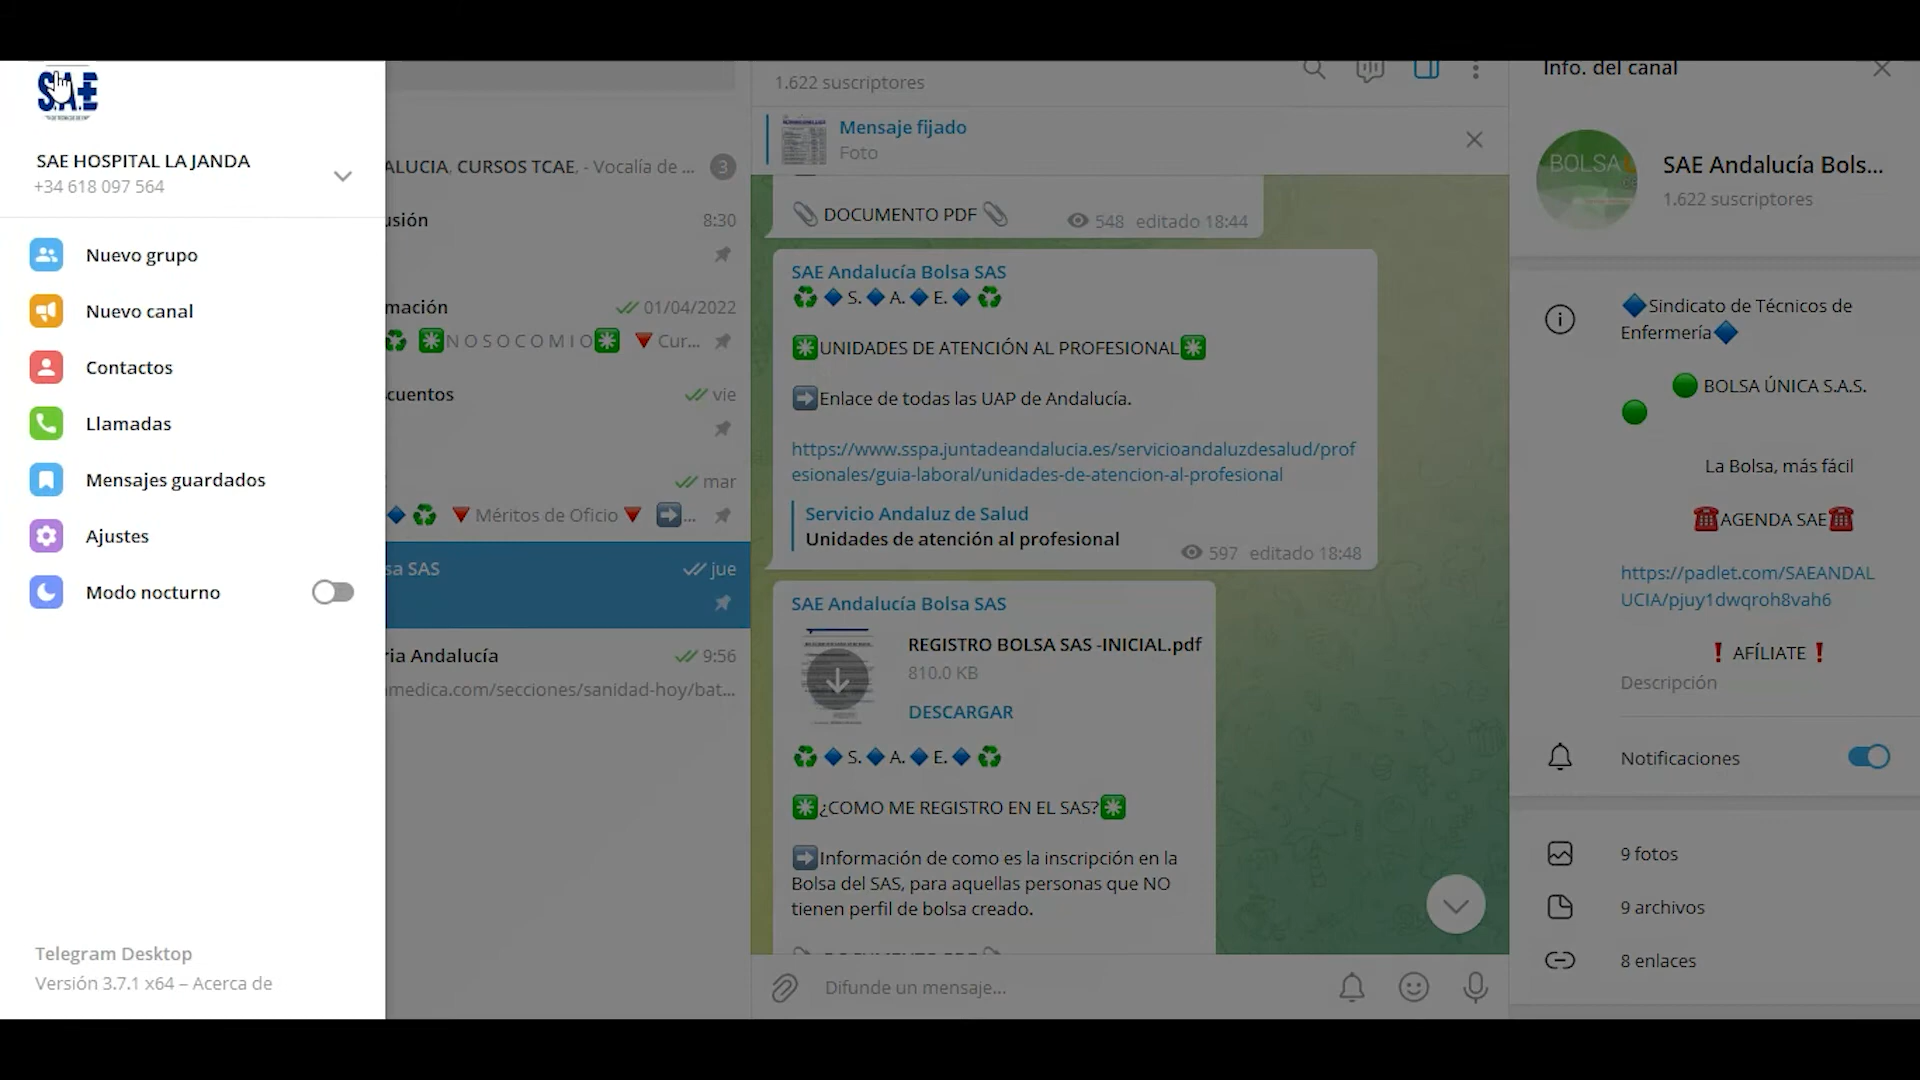 SAE
SAE HOSPITAL LA JANDA
+34 618 097 564
Nuevo grupo
Nuevo canal
Contactos
Llamadas
Mensajes guardados
Ajustes
Modo nocturno
Telegram Desktop
Versión 3.7.1 x64 – Acerca de
ALUCIA, CURSOS TCAE, - Vocalía de ... 3
usión 8:30
mación 01/04/2022
NOSOCOMIO Cur...
cuentos vie
mar
Méritos de Oficio ...
sa SAS jue
ria Andalucía 9:56
medica.com/secciones/sanidad-hoy/bat...
1.622 suscriptores
Mensaje fijado
Foto
DOCUMENTO PDF 548 editado 18:44
SAE Andalucía Bolsa SAS
S. A. E.
UNIDADES DE ATENCIÓN AL PROFESIONAL
Enlace de todas las UAP de Andalucía.
https://www.sspa.juntadeandalucia.es/servicioandaluzdesalud/prof
esionales/guia-laboral/unidades-de-atencion-al-profesional
Servicio Andaluz de Salud
Unidades de atención al profesional
597 editado 18:48
SAE Andalucía Bolsa SAS
REGISTRO BOLSA SAS -INICIAL.pdf
810.0 KB
DESCARGAR
S. A. E.
¿COMO ME REGISTRO EN EL SAS?
Información de como es la inscripción en la
Bolsa del SAS, para aquellas personas que NO
tienen perfil de bolsa creado.
Difunde un mensaje...
Info. del canal
BOLSA
SAE Andalucía Bols...
1.622 suscriptores
Sindicato de Técnicos de
Enfermería
BOLSA ÚNICA S.A.S.
La Bolsa, más fácil
AGENDA SAE
https://padlet.com/SAEANDAL
UCIA/pjuy1dwqroh8vah6
AFÍLIATE
Descripción
Notificaciones
9 fotos
9 archivos
8 enlaces